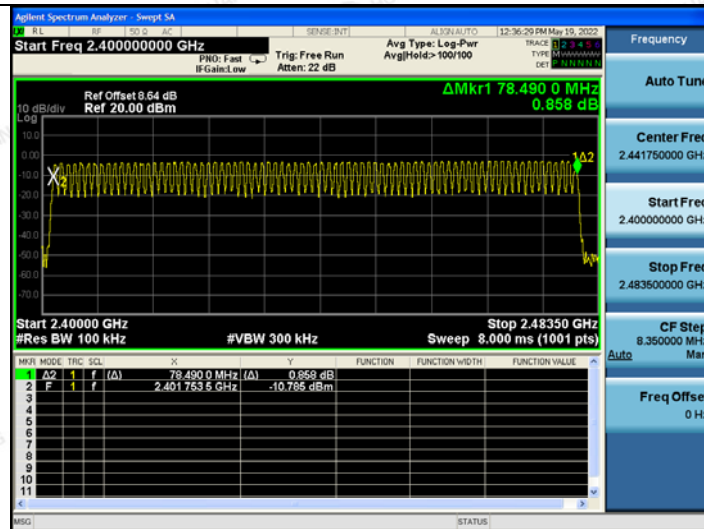 Agilent Spectrum Analyzer - Swept SA
RL RF 50 Ω AC SENSE:INT ALIGN AUTO 12:36:29 PM May 19, 2022
Start Freq 2.400000000 GHz
PNO: Fast
IFGain:Low
Trig: Free Run
Atten: 22 dB
Avg Type: Log-Pwr
Avg|Hold:> 100/100
TRACE 1 2 3 4 5 6
TYPE M
DET P N N N N N
ΔMkr1 78.490 0 MHz
0.858 dB
Ref Offset 8.64 dB
10 dB/div Ref 20.00 dBm
Log
10.0
0.00
-10.0
-20.0
-30.0
-40.0
-50.0
-60.0
-70.0
X2
1Δ2
Start 2.40000 GHz Stop 2.48350 GHz
#Res BW 100 kHz #VBW 300 kHz Sweep 8.000 ms (1001 pts)
MKR MODE TRC SCL X Y FUNCTION FUNCTION WIDTH FUNCTION VALUE
1 Δ2 1 f (Δ) 78.490 0 MHz (Δ) 0.858 dB
2 F 1 f 2.401 753 5 GHz -10.785 dBm
3
4
5
6
7
8
9
10
11
MSG STATUS
Frequency
Auto Tune
Center Freq
2.441750000 GHz
Start Freq
2.400000000 GHz
Stop Freq
2.483500000 GHz
CF Step
8.350000 MHz
Auto Man
Freq Offset
0 Hz